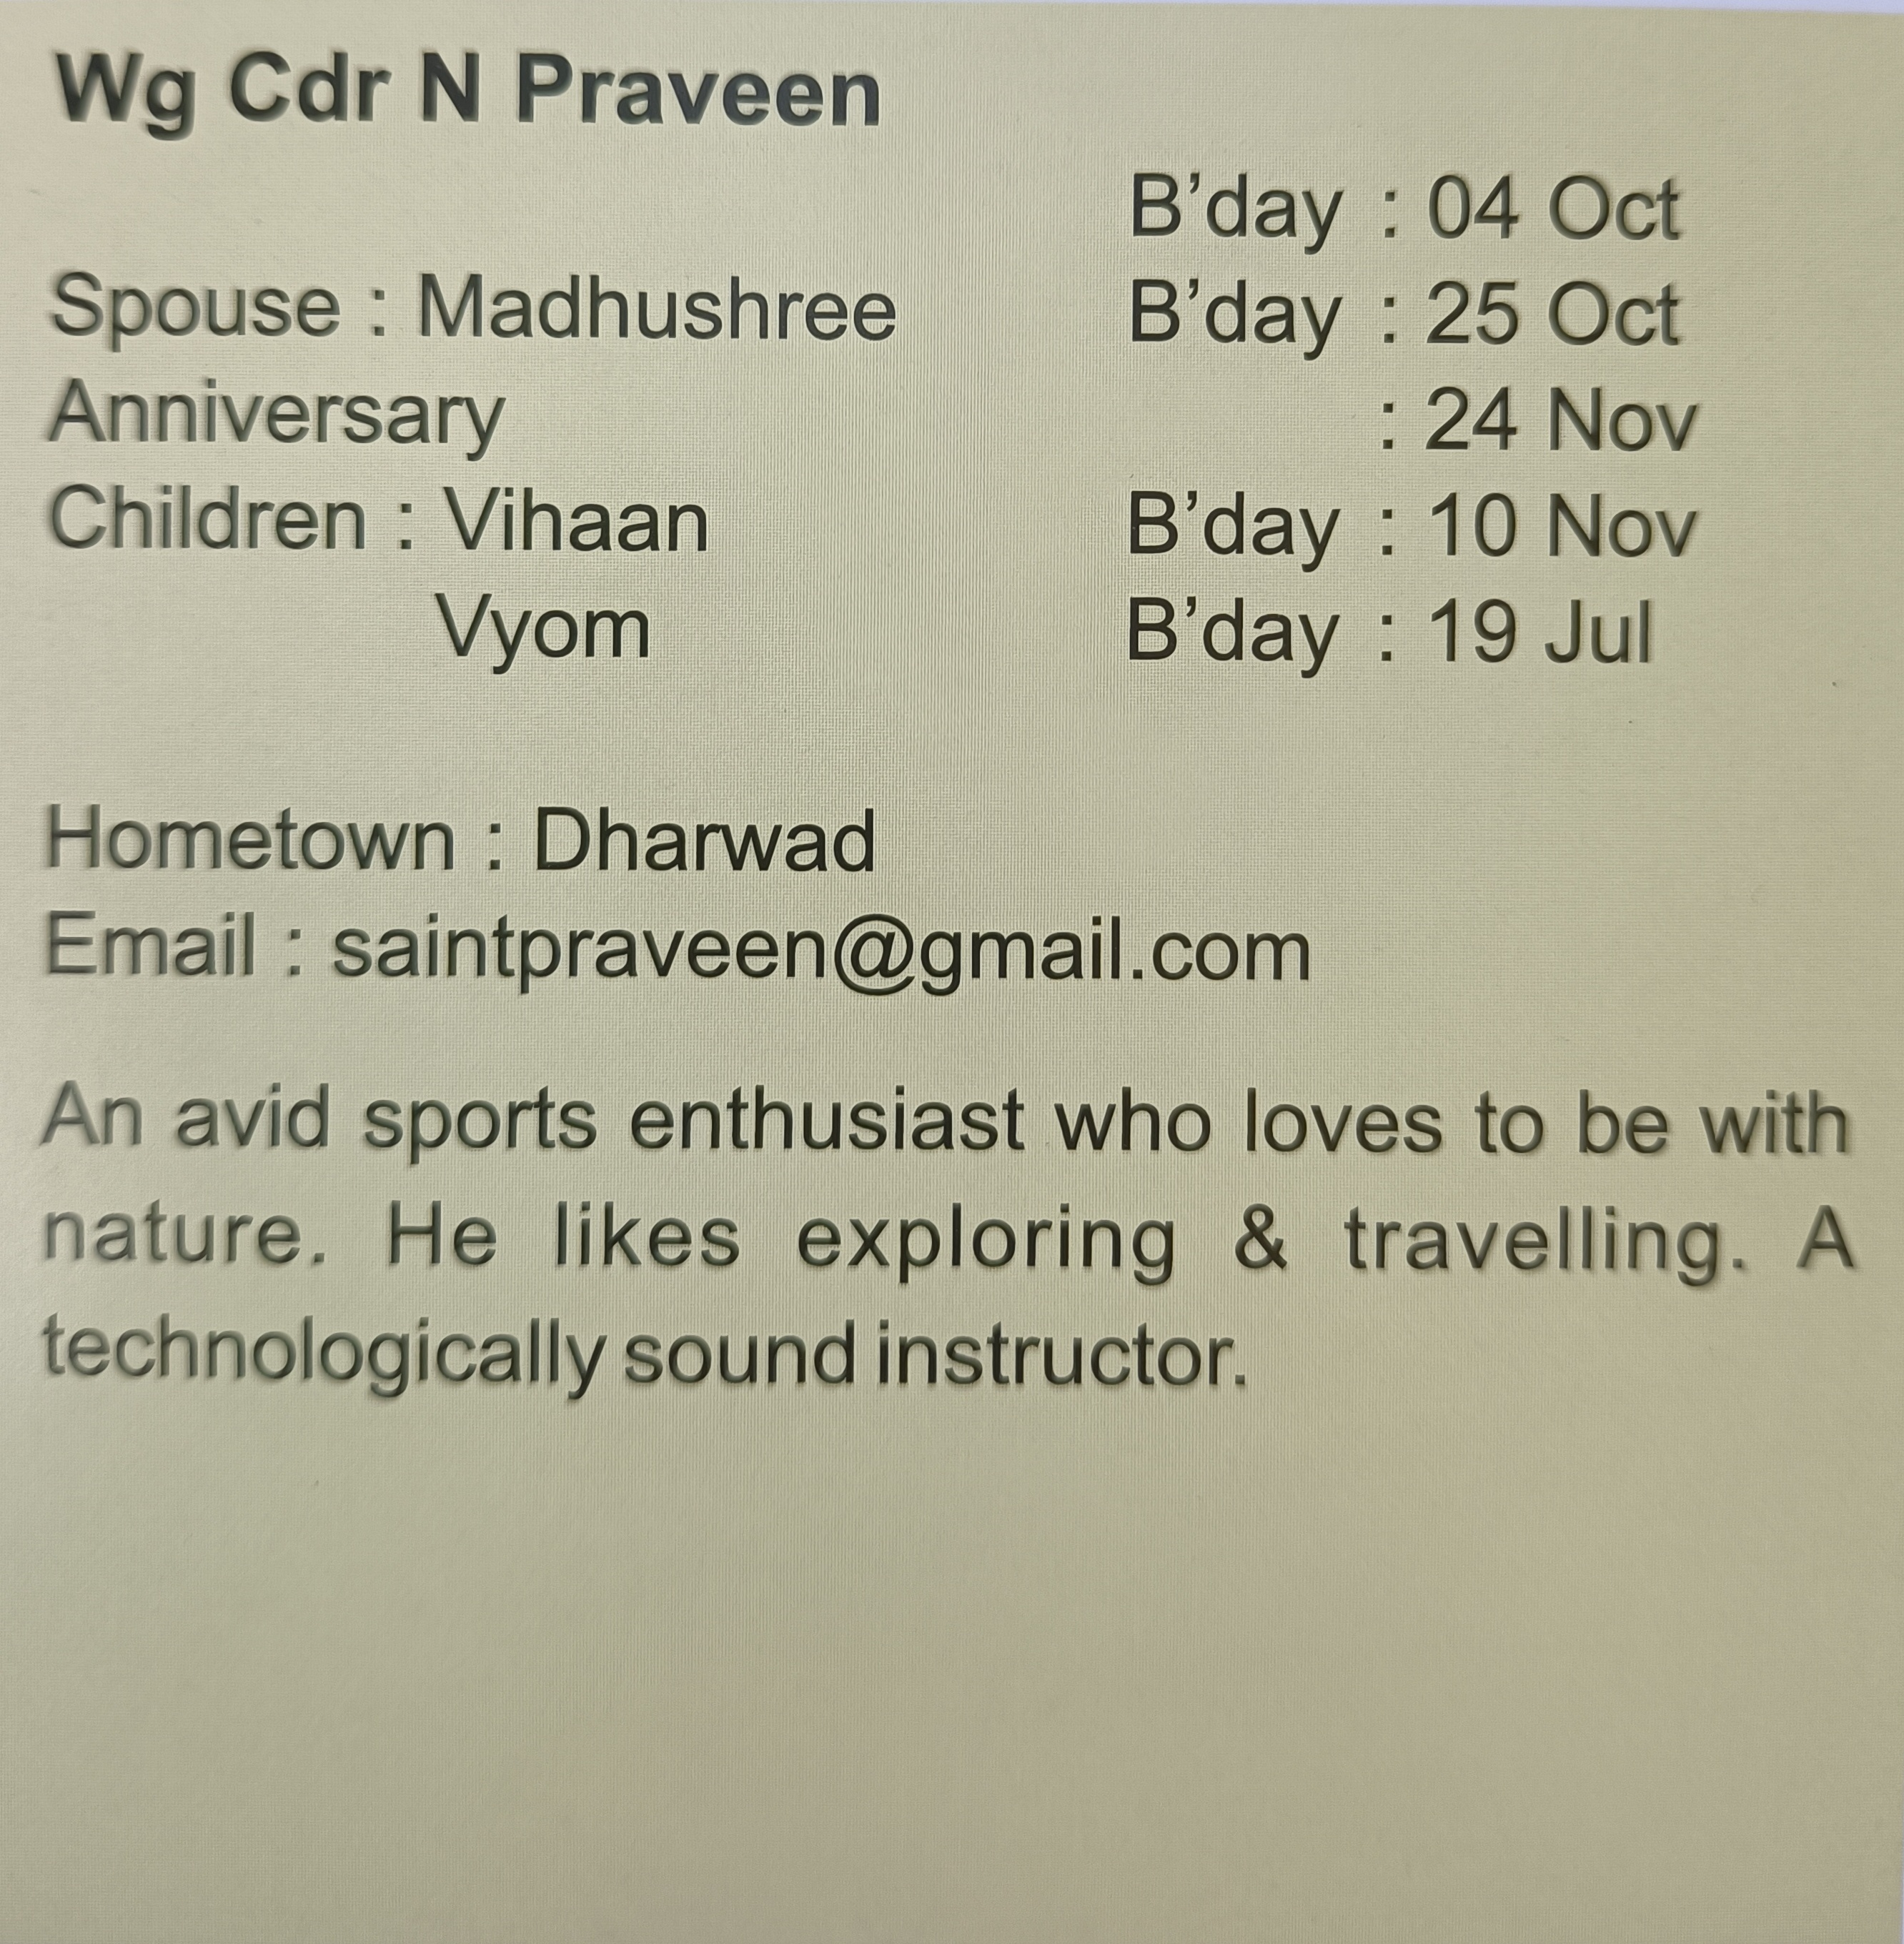 Wg Cdr N Praveen
B’day : 04 Oct
Spouse : Madhushree B’day : 25 Oct
Anniversary : 24 Nov
Children : Vihaan B’day : 10 Nov
Vyom B’day : 19 Jul
Hometown : Dharwad
Email : saintpraveen@gmail.com
An avid sports enthusiast who loves to be with
nature. He likes exploring & travelling. A
technologically sound instructor.